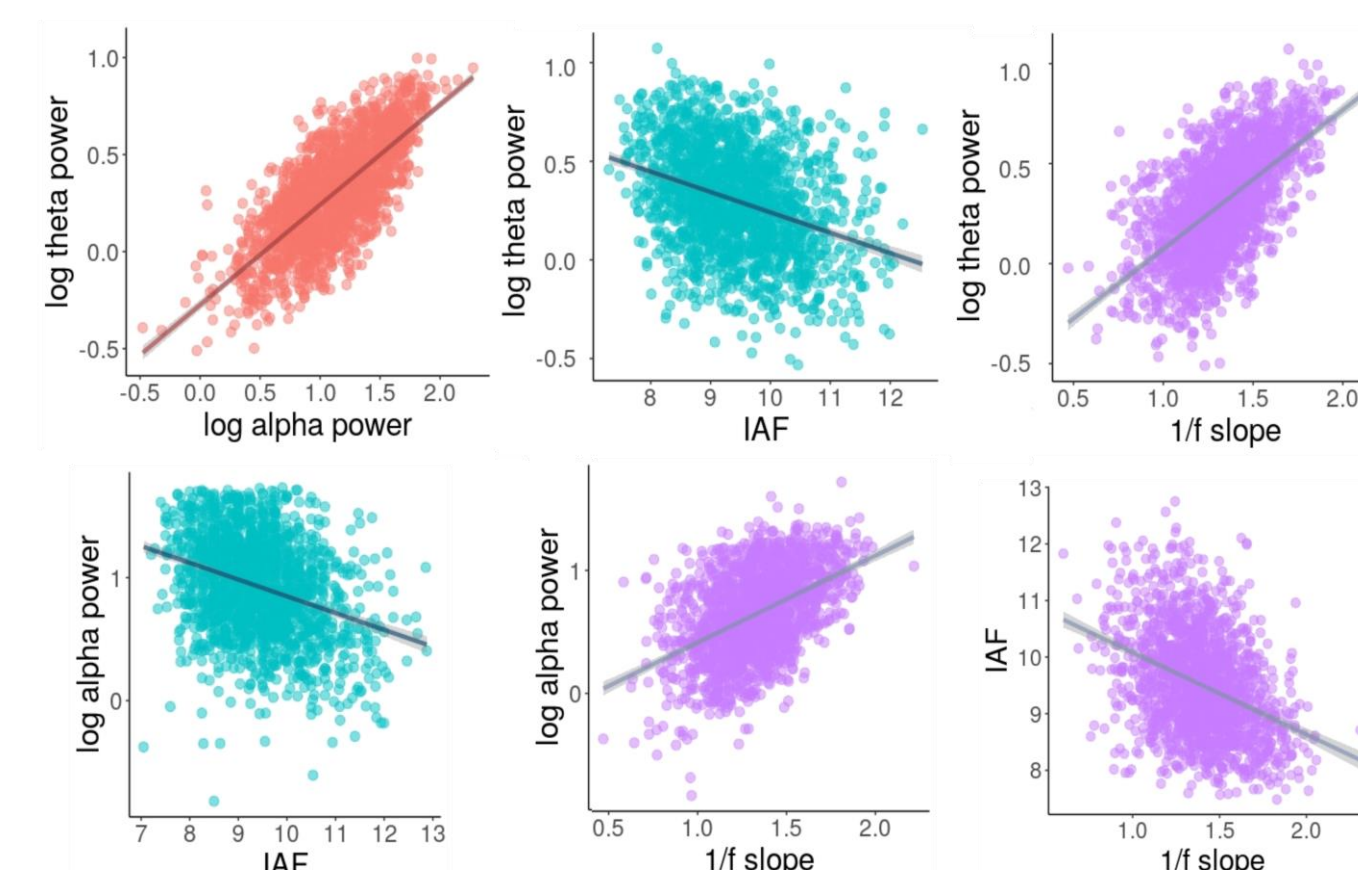 log theta power
1.0
0.5
0.0
-0.5
-0.5 0.0 0.5 1.0 1.5 2.0
log alpha power
log theta power
1.0
0.5
0.0
-0.5
8 9 10 11 12
IAF
log theta power
1.0
0.5
0.0
-0.5
0.5 1.0 1.5 2.0
1/f slope
log alpha power
1
0
7 8 9 10 11 12 13
IAF
log alpha power
1
0
0.5 1.0 1.5 2.0
1/f slope
IAF
13
12
11
10
9
8
1.0 1.5 2.0
1/f slope